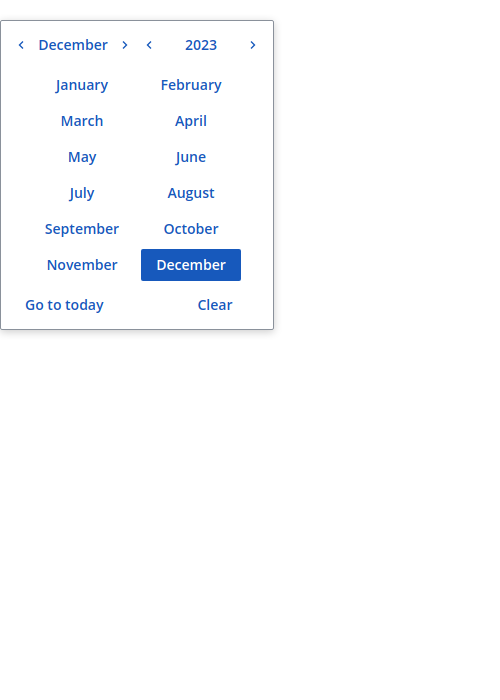 December 2023
January February
March April
May June
July August
September October
November December
Go to today Clear